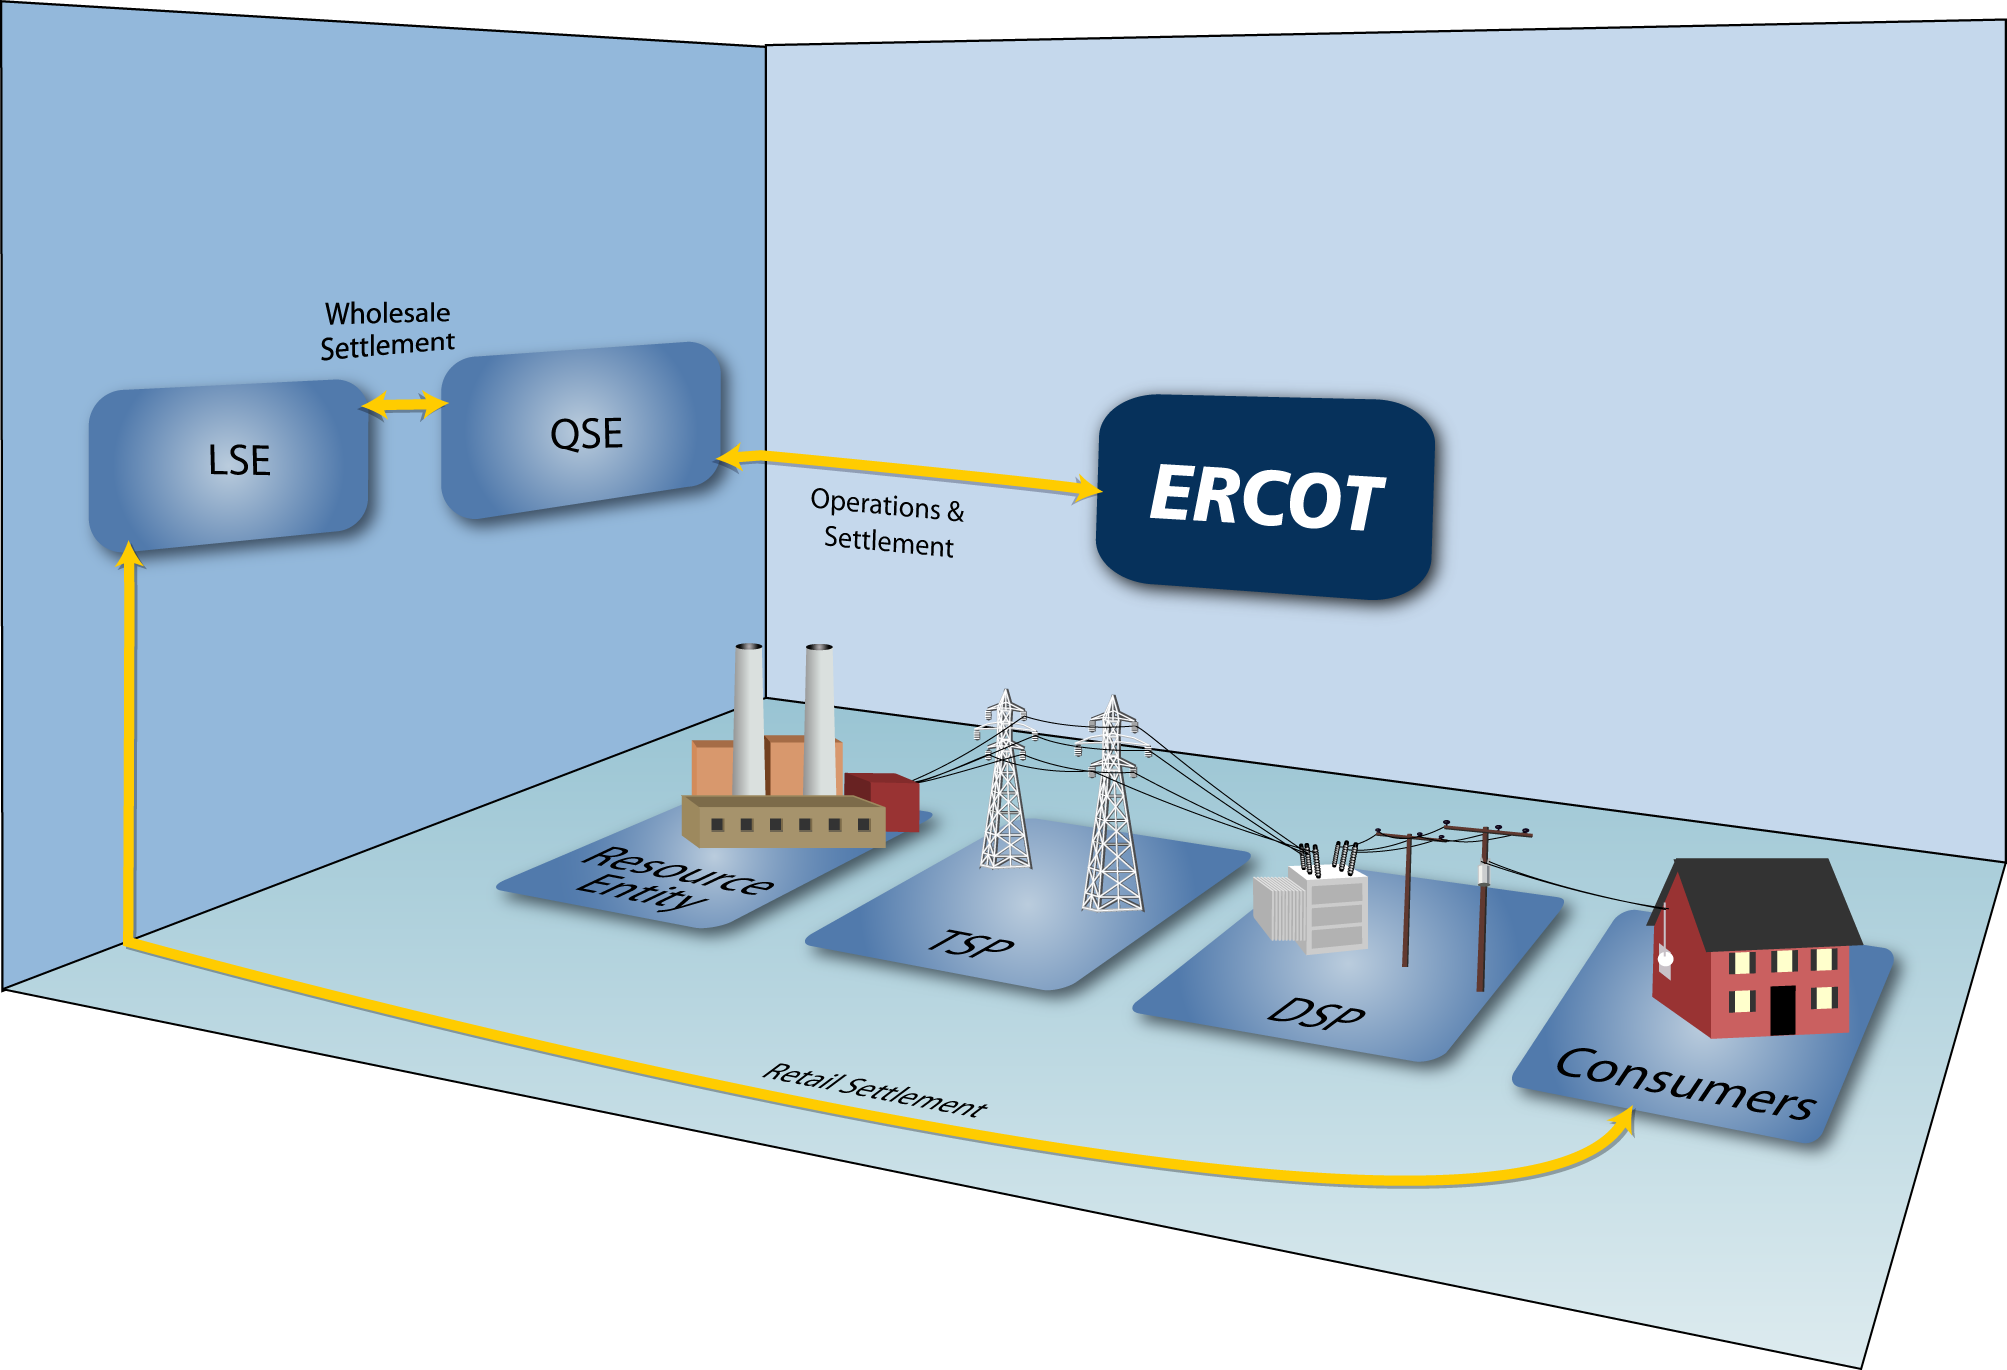 Wholesale
Settlement
LSE
QSE
Operations &
Settlement
ERCOT
Resource
Entity
TSP
DSP
Consumers
Retail Settlement